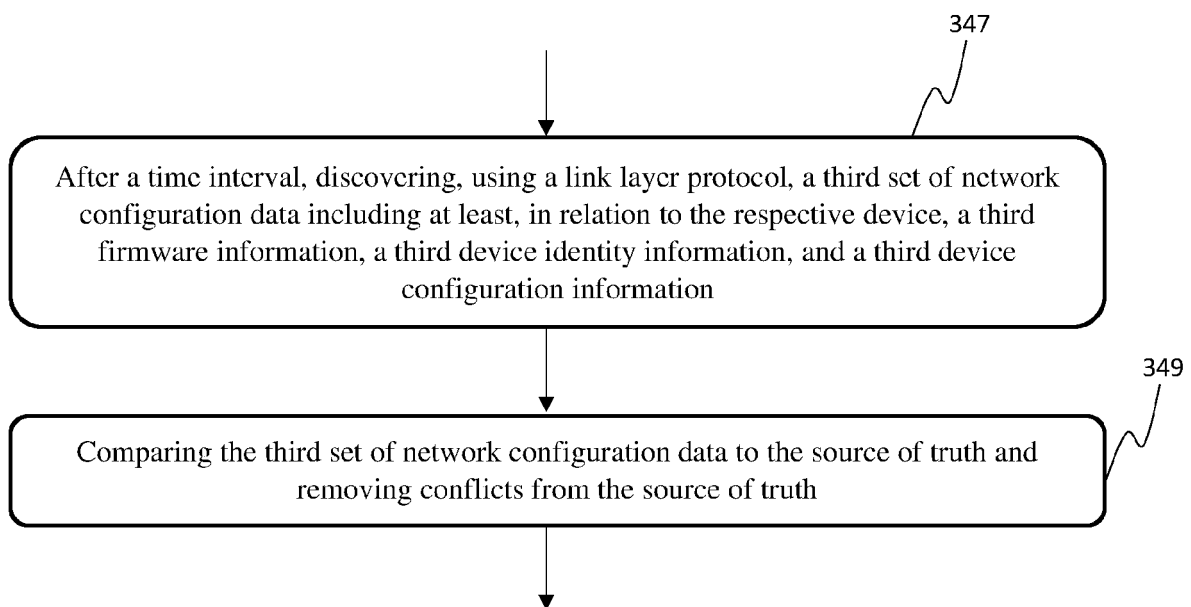 347
After a time interval, discovering, using a link layer protocol, a third set of network
configuration data including at least, in relation to the respective device, a third
firmware information, a third device identity information, and a third device
configuration information
349
Comparing the third set of network configuration data to the source of truth and
removing conflicts from the source of truth